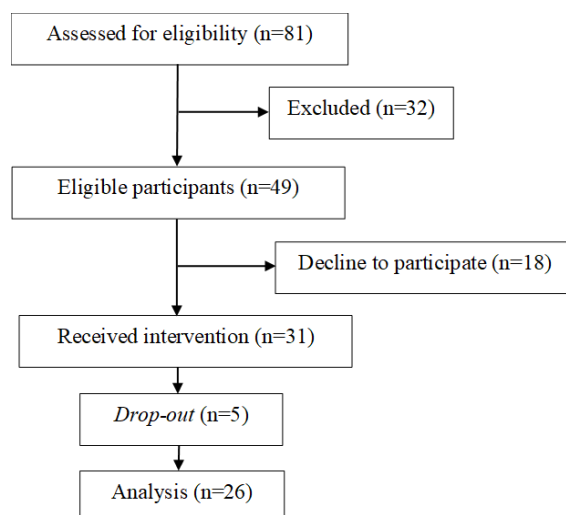 Assessed for eligibility (n=81)
Excluded (n=32)
Eligible participants (n=49)
Decline to participate (n=18)
Received intervention (n=31)
Drop-out (n=5)
Analysis (n=26)